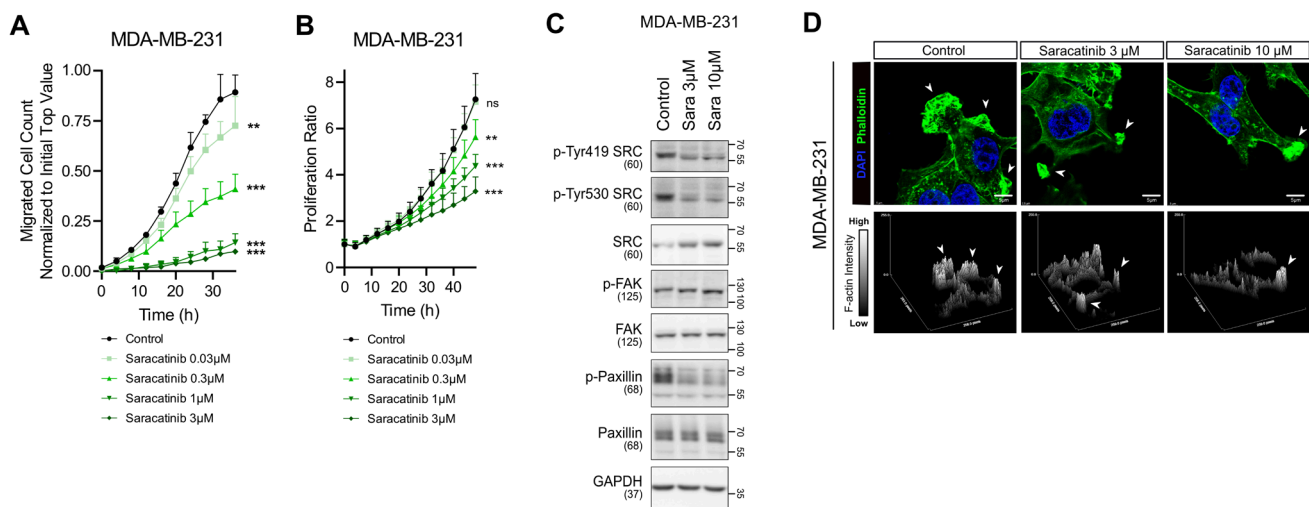 A
MDA-MB-231
Migrated Cell Count
Normalized to Initial Top Value
1.00
0.75
0.50
0.25
0.00
**
***
***
***
0 10 20 30
Time (h)
Control
Saracatinib 0.03µM
Saracatinib 0.3µM
Saracatinib 1µM
Saracatinib 3µM
B
MDA-MB-231
Proliferation Ratio
8
6
4
2
0
ns
**
***
***
0 10 20 30 40
Time (h)
Control
Saracatinib 0.03µM
Saracatinib 0.3µM
Saracatinib 1µM
Saracatinib 3µM
C
MDA-MB-231
Control
Sara 3µM
Sara 10µM
p-Tyr419 SRC
(60)
70
55
p-Tyr530 SRC
(60)
70
55
SRC
(60)
70
55
p-FAK
(125)
130
100
FAK
(125)
130
100
p-Paxillin
(68)
70
55
Paxillin
(68)
70
55
GAPDH
(37)
35
D
MDA-MB-231
Control
Saracatinib 3 µM
Saracatinib 10 µM
DAPI Phalloidin
5µm
5µm
5µm
High
F-actin Intensity
Low